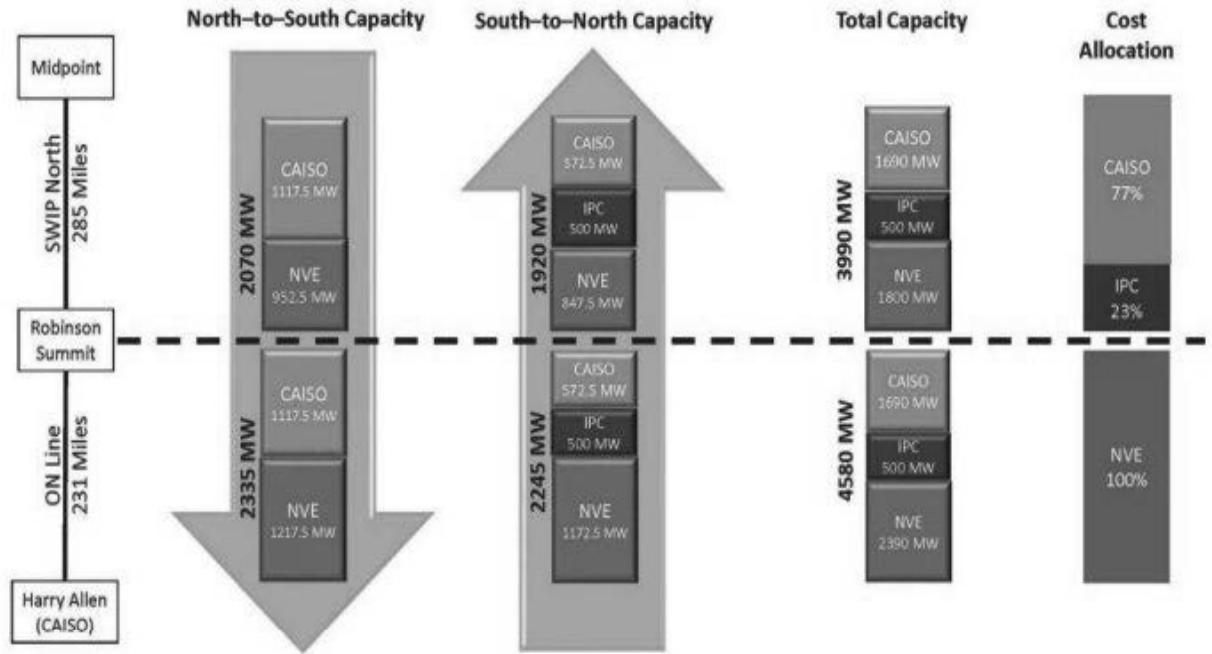 North-to-South Capacity
South-to-North Capacity
Total Capacity
Cost
Allocation
Midpoint
SWIP North
285 Miles
2070 MW
CAISO
1117.5 MW
NVE
952.5 MW
1920 MW
CAISO
572.5 MW
IPC
500 MW
NVE
847.5 MW
3990 MW
CAISO
1690 MW
IPC
500 MW
NVE
1800 MW
CAISO
77%
IPC
23%
Robinson
Summit
ON Line
231 Miles
2335 MW
CAISO
1117.5 MW
NVE
1217.5 MW
2245 MW
CAISO
572.5 MW
IPC
500 MW
NVE
1172.5 MW
4580 MW
CAISO
1690 MW
IPC
500 MW
NVE
2390 MW
NVE
100%
Harry Allen
(CAISO)